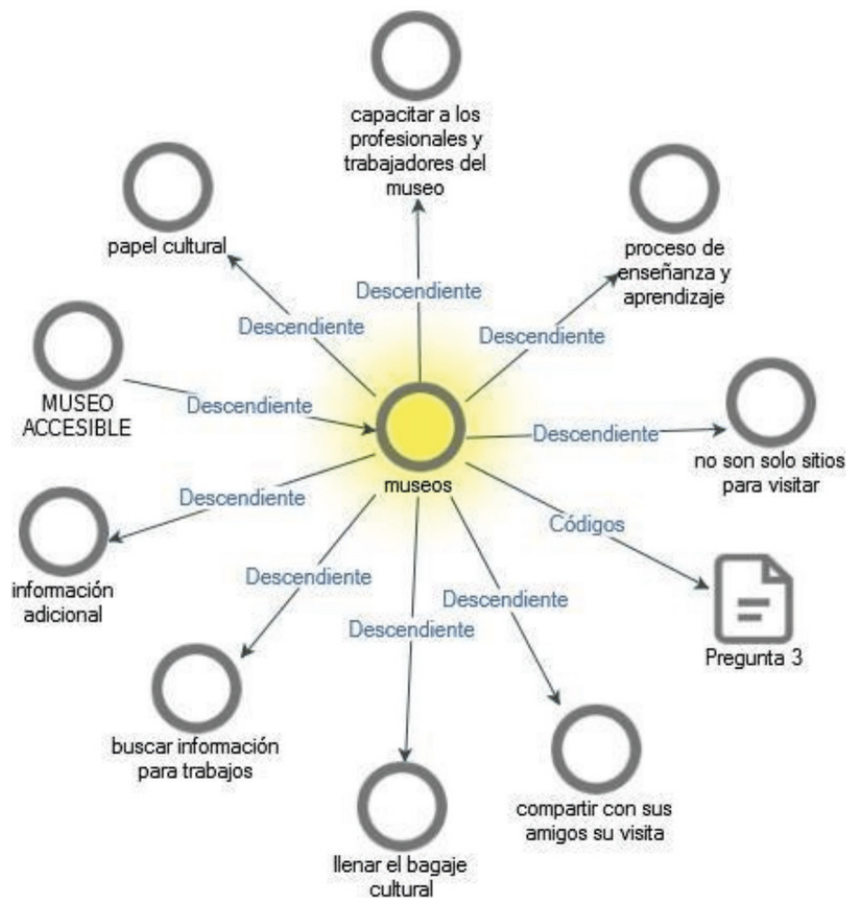 capacitar a los
profesionales y
trabajadores del
museo
papel cultural
proceso de
enseñanza y
aprendizaje
Descendiente
Descendiente
Descendiente
MUSEO
ACCESIBLE
Descendiente
Descendiente
no son solo sitios
para visitar
museos
Descendiente
Códigos
información
adicional
Descendiente
Descendiente
Descendiente
Pregunta 3
buscar información
para trabajos
compartir con sus
amigos su visita
llenar el bagaje
cultural